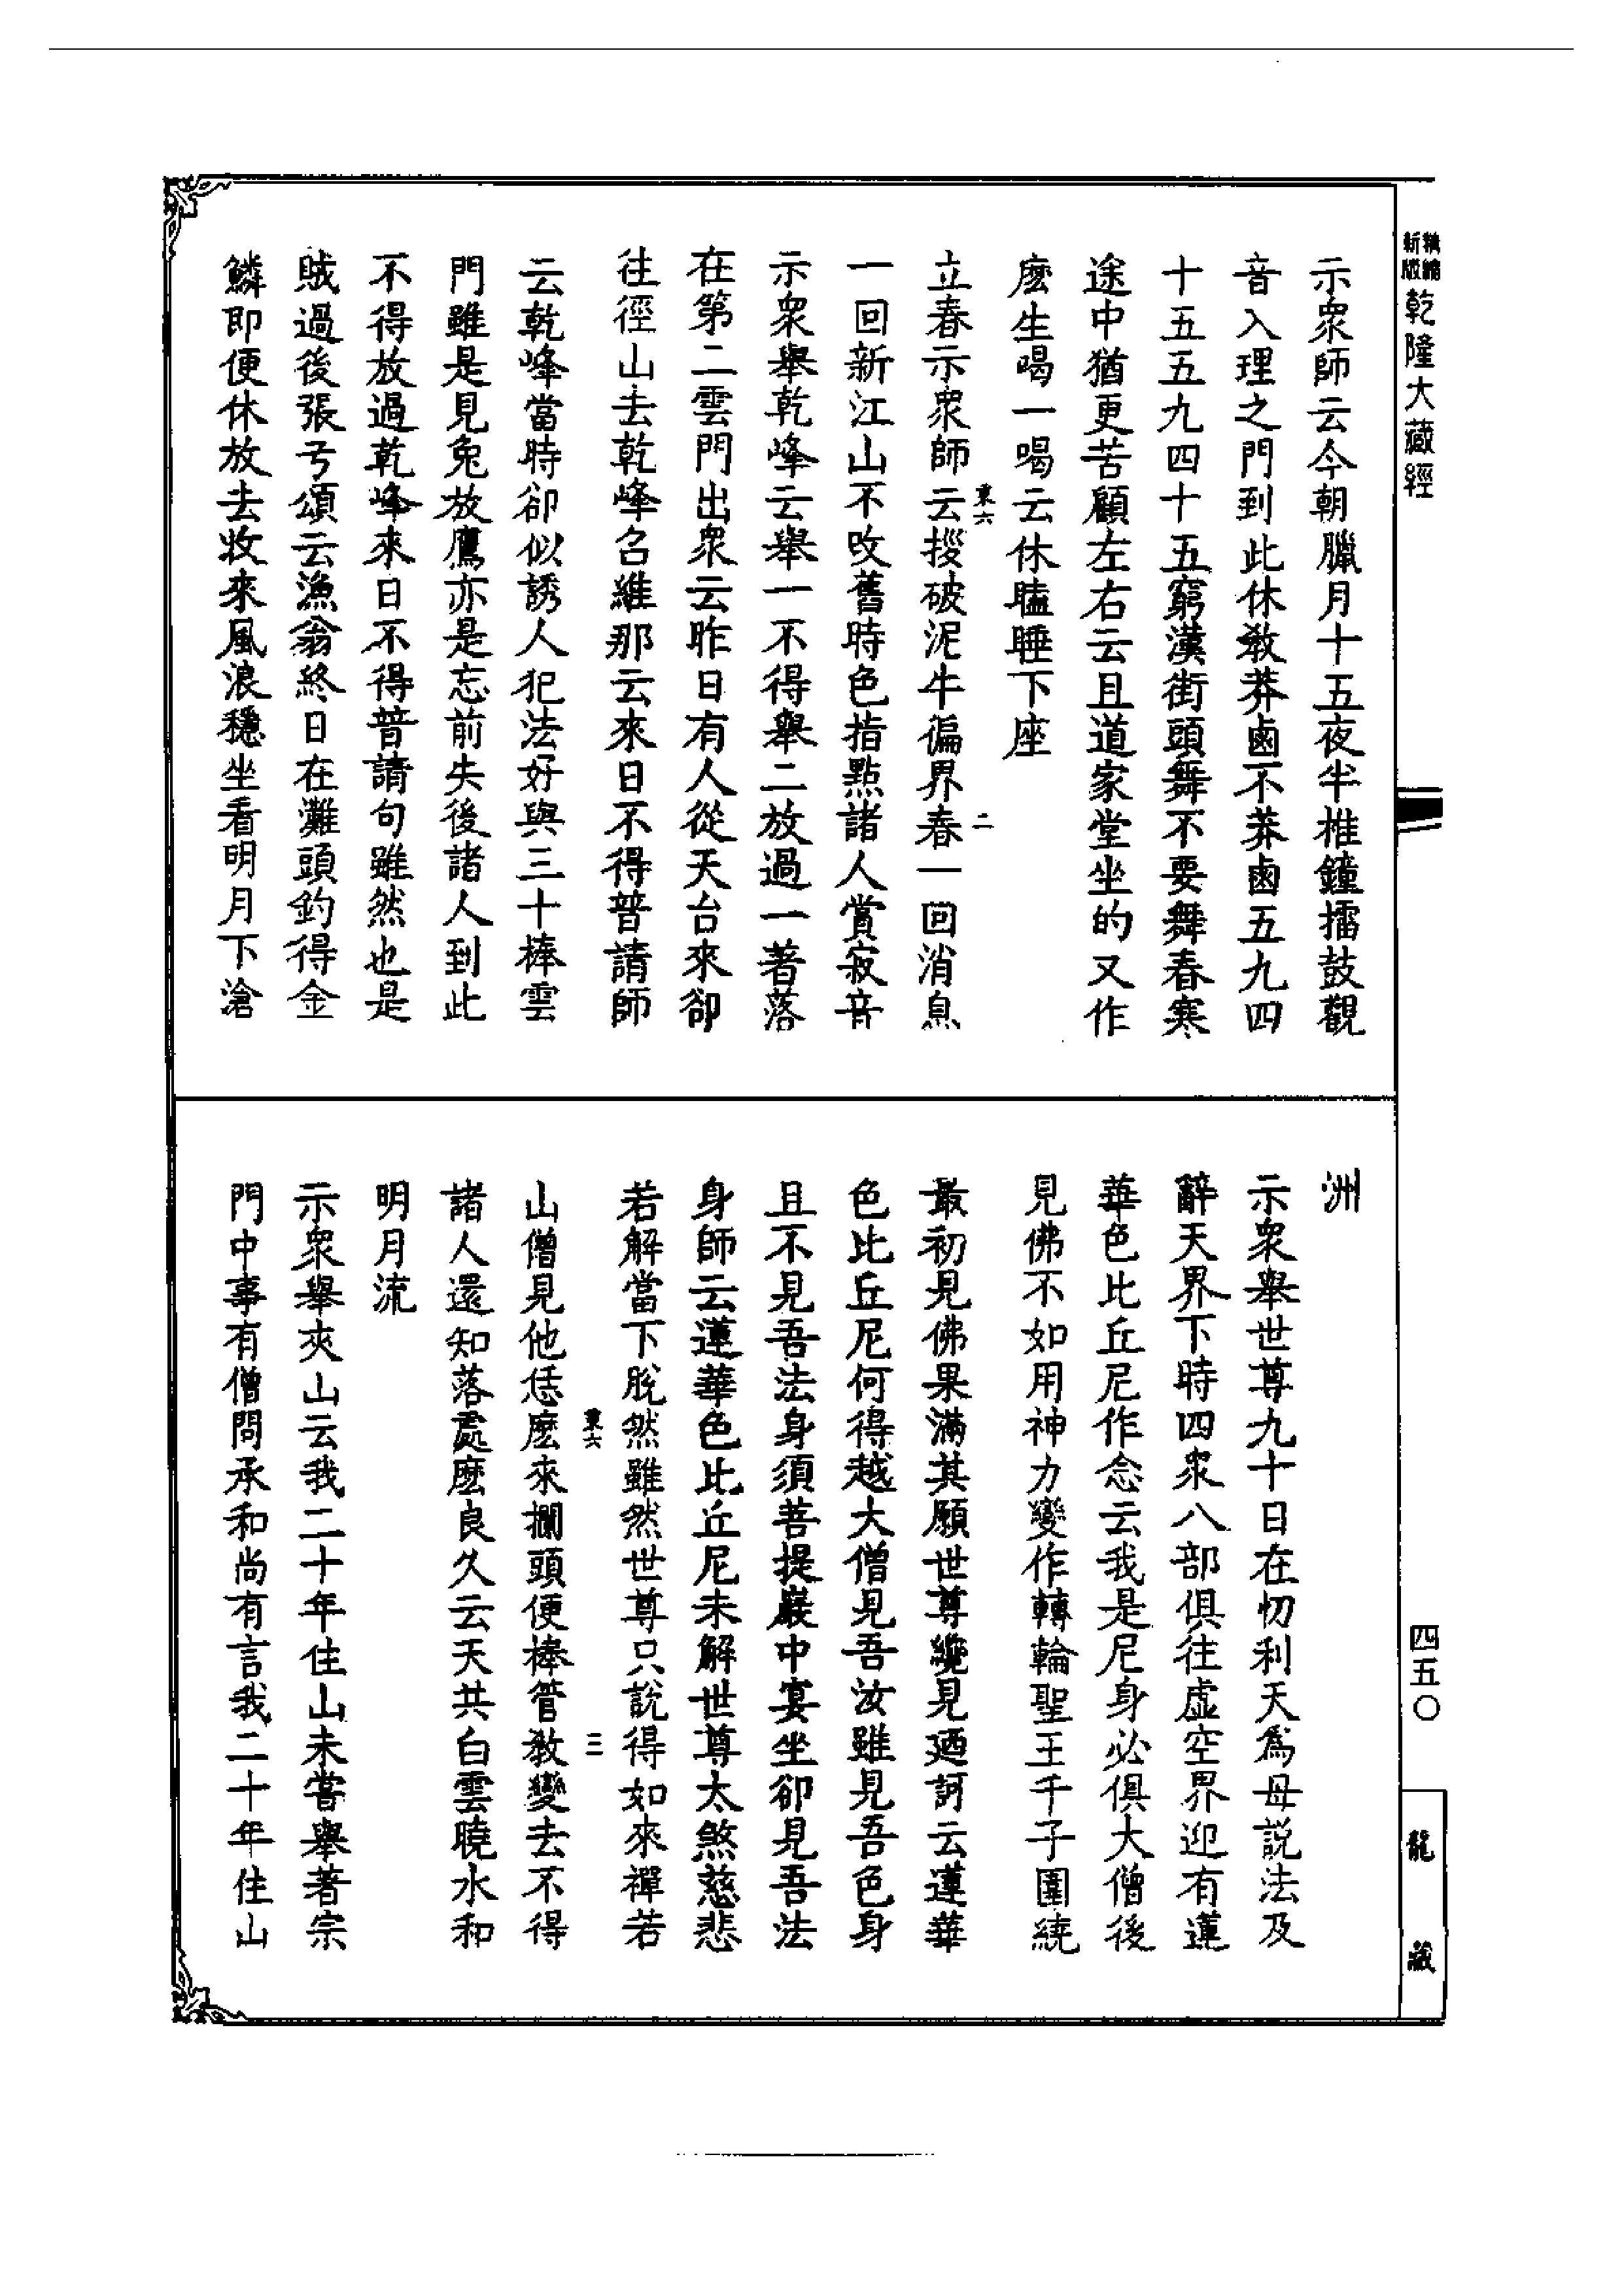 新版精編乾隆大藏經
示衆師云今朝臘月十五夜半椎鐘擂鼓觀
音入理之門到此休教莽鹵不莽鹵五九四
十五五九四十五窮漢街頭舞不要舞春寒
途中猶更苦顧左右云且道家堂坐的又作
麽生喝一喝云休瞌睡下座
東六 二
立春示衆師云掇破泥牛徧界春一回消息
一回新江山不改舊時色指點諸人賞寂音
示衆舉乾峰云舉一不得舉二放過一著落
在第二雲門出衆云昨日有人從天台來卻
往徑山去乾峰召維那云來日不得普請師
云乾峰當時卻似誘人犯法好與三十棒雲
門雖是見兔放鷹亦是忘前失後諸人到此
不得放過乾峰來日不得普請句雖然也是
賊過後張弓頌云漁翁終日在灘頭釣得金
鱗即便休放去收來風浪穩坐看明月下滄
洲
示衆舉世尊九十日在忉利天爲母說法及
辭天界下時四衆八部俱往虛空界迎有蓮
華色比丘尼作念云我是尼身必俱大僧後
見佛不如用神力變作轉輪聖王千子圍繞
最初見佛果滿其願世尊纔見廼訶云蓮華
色比丘尼何得越大僧見吾汝雖見吾色身
且不見吾法身須菩提巖中宴坐卻見吾法
身師云蓮華色比丘尼未解世尊太煞慈悲
若解當下脫然雖然世尊只說得如來禪若
東六 三
山僧見他恁麽來攔頭便棒管教變去不得
諸人還知落處麽良久云天共白雲曉水和
明月流
示衆舉夾山云我二十年住山未嘗舉著宗
門中事有僧問承和尚有言我二十年住山
四五〇
龍藏